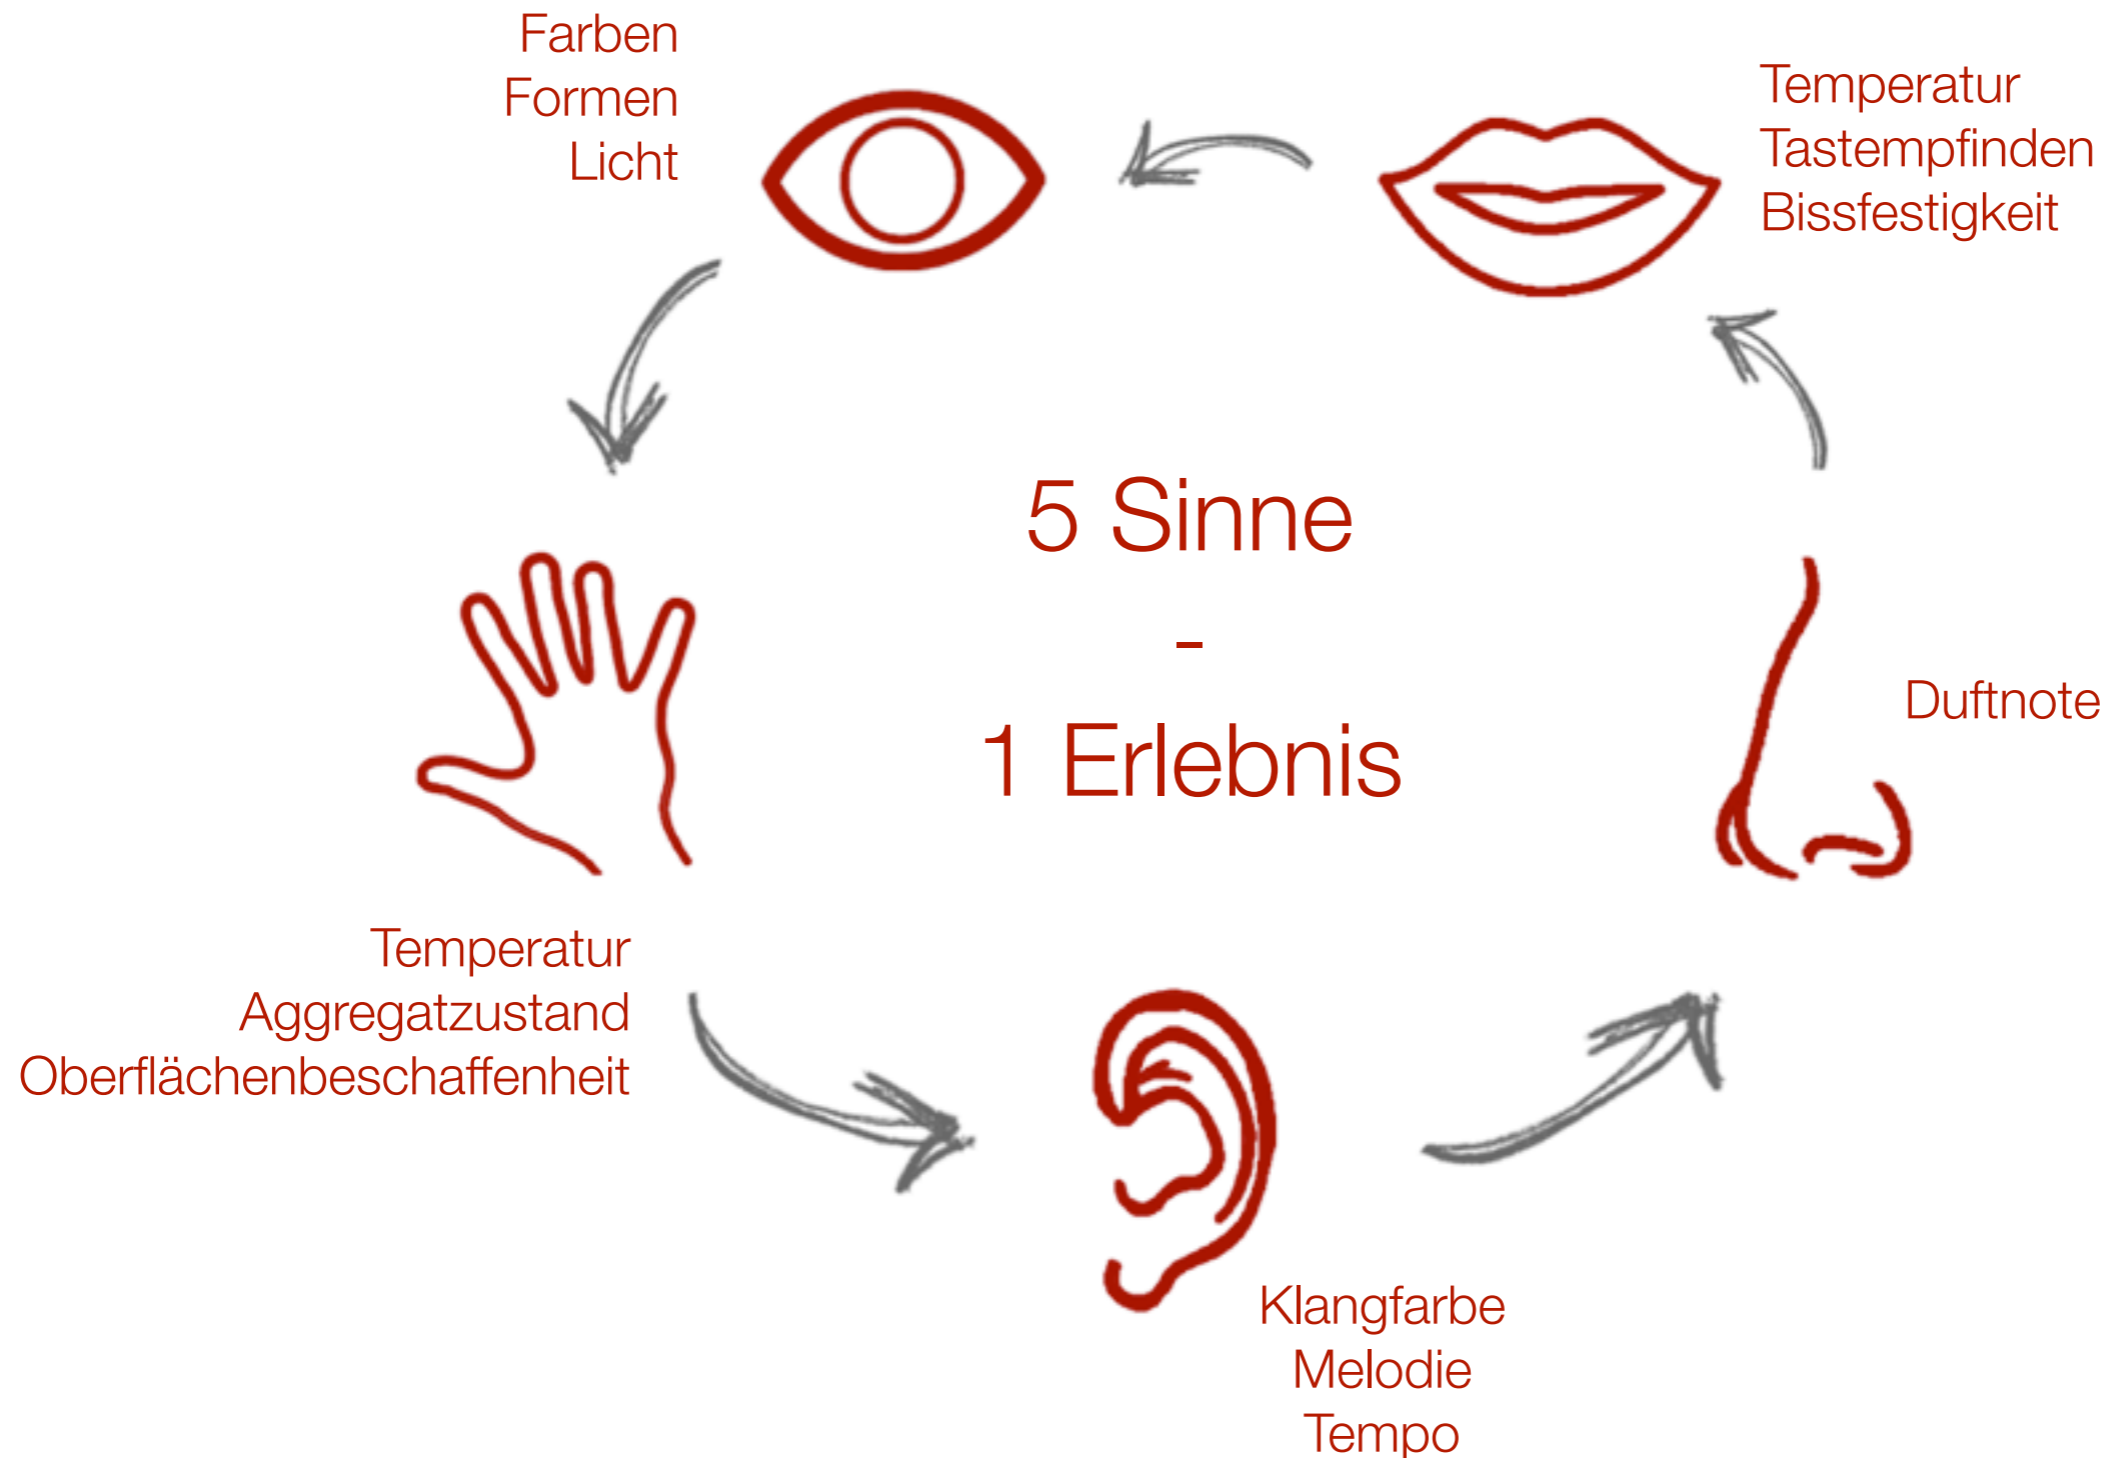 Farben
Formen
Licht
Temperatur
Tastempfinden
Bissfestigkeit
5 Sinne
-
1 Erlebnis
Duftnote
Temperatur
Aggregatzustand
Oberflächenbeschaffenheit
Klangfarbe
Melodie
Tempo